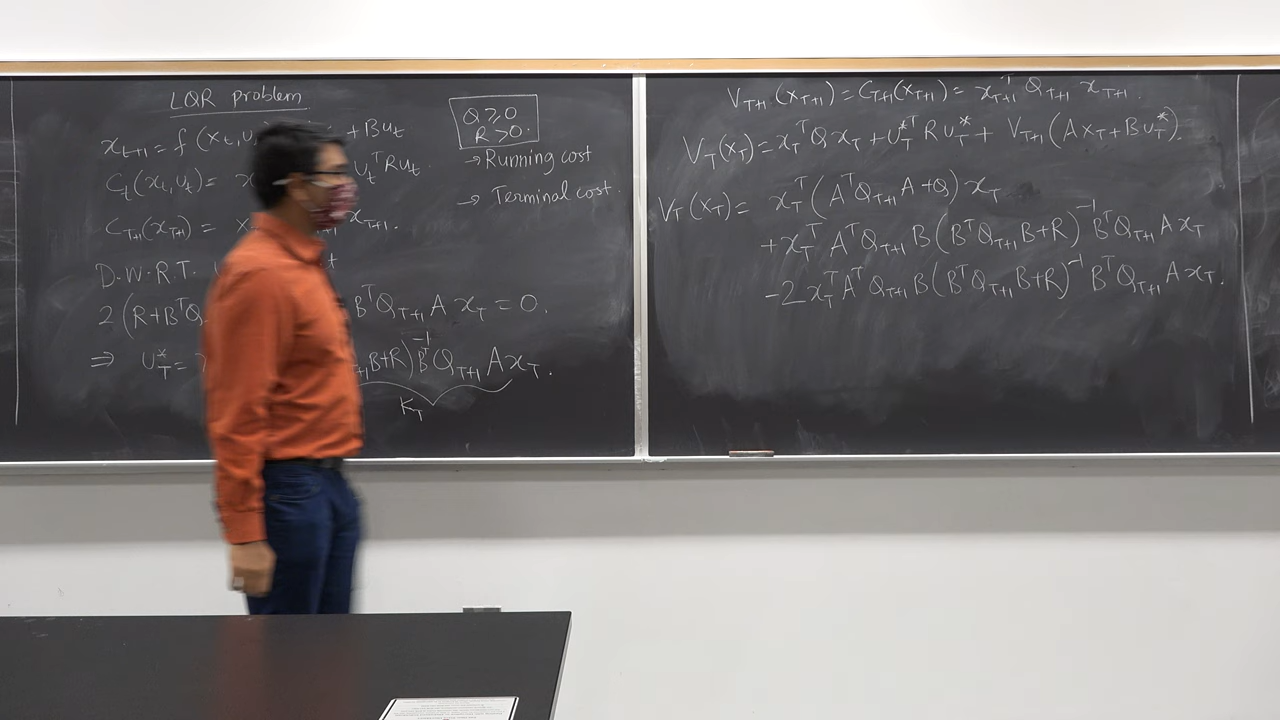 LQR problem
x_{t+1} = f(x_t, u + Bu_t
C_t(x_t, u_t) = x u_t^T R u_t.
C_{T+1}(x_{T+1}) = x x_{T+1}.
D.W.R.T.
2(R+B^T Q B^T Q_{T+1} A x_T = 0.
⇒ U_T^* = B+R)^{-1} B^T Q_{T+1} A x_T.
K_T
Q ≥ 0
R > 0.
→ Running cost
→ Terminal cost.
V_{T+1}(x_{T+1}) = C_{T+1}(x_{T+1}) = x_{T+1}^T Q_{T+1} x_{T+1}.
V_T(x_T) = x_T^T Q x_T + U_T^{*T} R U_T^* + V_{T+1}(A x_T + B u_T^*).
V_T(x_T) = x_T^T (A^T Q_{T+1} A + Q) x_T
+ x_T^T A^T Q_{T+1} B (B^T Q_{T+1} B + R)^{-1} B^T Q_{T+1} A x_T
- 2 x_T^T A^T Q_{T+1} B (B^T Q_{T+1} B + R)^{-1} B^T Q_{T+1} A x_T.